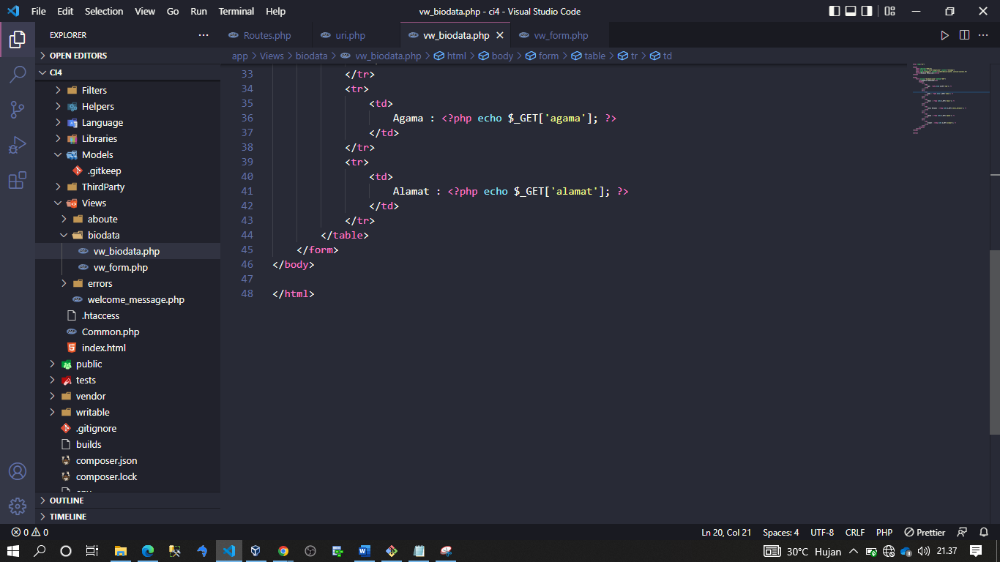 File Edit Selection View Go Run Terminal Help
vw_biodata.php - ci4 - Visual Studio Code
EXPLORER
Routes.php
uri.php
vw_biodata.php
vw_form.php
OPEN EDITORS
app > Views > biodata > vw_biodata.php > html > body > form > table > tr > td
CI4
Filters
Helpers
Language
Libraries
Models
.gitkeep
ThirdParty
Views
aboute
biodata
vw_biodata.php
vw_form.php
errors
welcome_message.php
.htaccess
Common.php
index.html
public
tests
vendor
writable
.gitignore
builds
composer.json
composer.lock
OUTLINE
TIMELINE
33 </tr>
34 <tr>
35 <td>
36 Agama : <?php echo $_GET['agama']; ?>
37 </td>
38 </tr>
39 <tr>
40 <td>
41 Alamat : <?php echo $_GET['alamat']; ?>
42 </td>
43 </tr>
44 </table>
45 </form>
46 </body>
47
48 </html>
0 0
Ln 20, Col 21 Spaces: 4 UTF-8 CRLF PHP Prettier
30°C Hujan 21.37